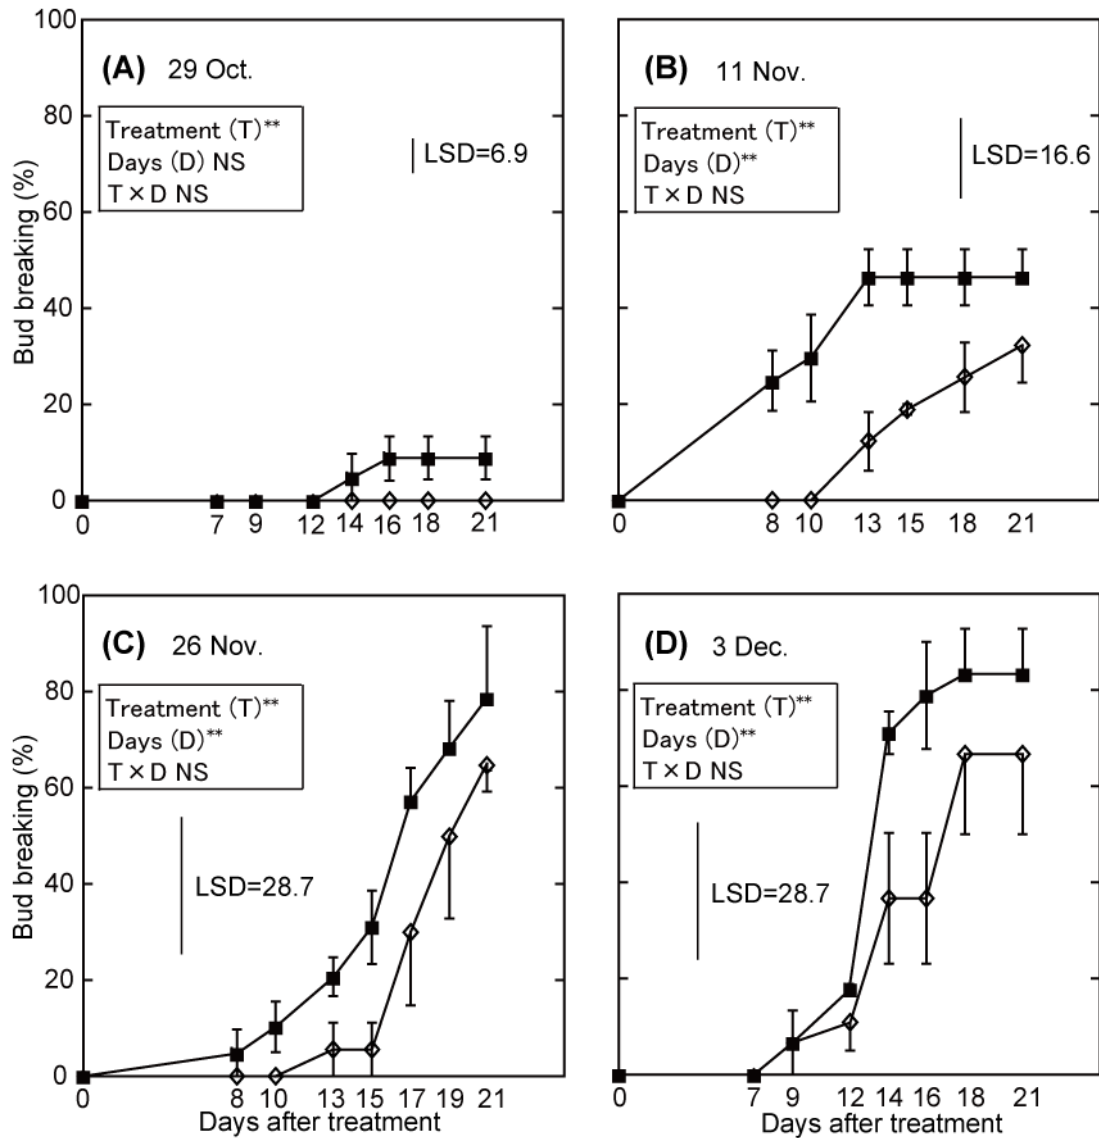 100
80
60
40
20
0
Bud breaking (%)
(A) 29 Oct.
Treatment (T)**
Days (D) NS
T×D NS
LSD=6.9
0 7 9 12 14 16 18 21
(B) 11 Nov.
Treatment (T)**
Days (D)**
T×D NS
LSD=16.6
0 8 10 13 15 18 21
100
80
60
40
20
0
Bud breaking (%)
(C) 26 Nov.
Treatment (T)**
Days (D)**
T×D NS
LSD=28.7
0 8 10 13 15 17 19 21
Days after treatment
(D) 3 Dec.
Treatment (T)**
Days (D)**
T×D NS
LSD=28.7
0 7 9 12 14 16 18 21
Days after treatment